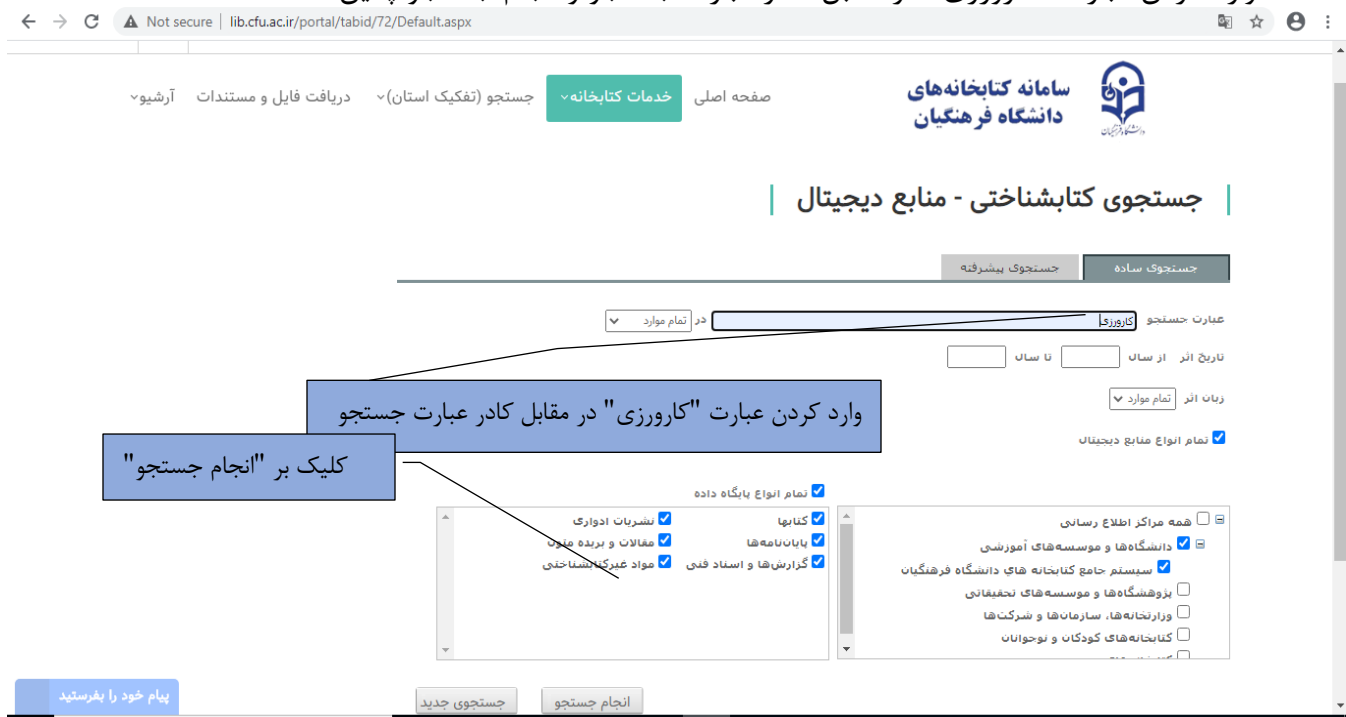 Not secure | lib.cfu.ac.ir/portal/tabid/72/Default.aspx
سامانه کتابخانه‌های
دانشگاه فرهنگیان
صفحه اصلی خدمات کتابخانه جستجو (تفکیک استان) دریافت فایل و مستندات آرشیو
جستجوی کتابشناختی - منابع دیجیتال
جستجوی ساده جستجوی پیشرفته
عبارت جستجو کارورزی در تمام موارد
تاریخ اثر از سال تا سال
زبان اثر تمام موارد
وارد کردن عبارت "کارورزی" در مقابل کادر عبارت جستجو
تمام انواع منابع دیجیتال
کلیک بر "انجام جستجو"
تمام انواع پایگاه داده
کتابها نشریات ادواری
پایان‌نامه‌ها مقالات و بریده متون
گزارش‌ها و اسناد فنی مواد غیرکتابشناختی
همه مراکز اطلاع رسانی
دانشگاه‌ها و موسسه‌های آموزشی
سیستم جامع کتابخانه هاي دانشگاه فرهنگیان
پژوهشگاه‌ها و موسسه‌های تحقیقاتی
وزارتخانه‌ها، سازمان‌ها و شرکت‌ها
کتابخانه‌های کودکان و نوجوانان
انجام جستجو جستجوی جدید
پیام خود را بفرستید